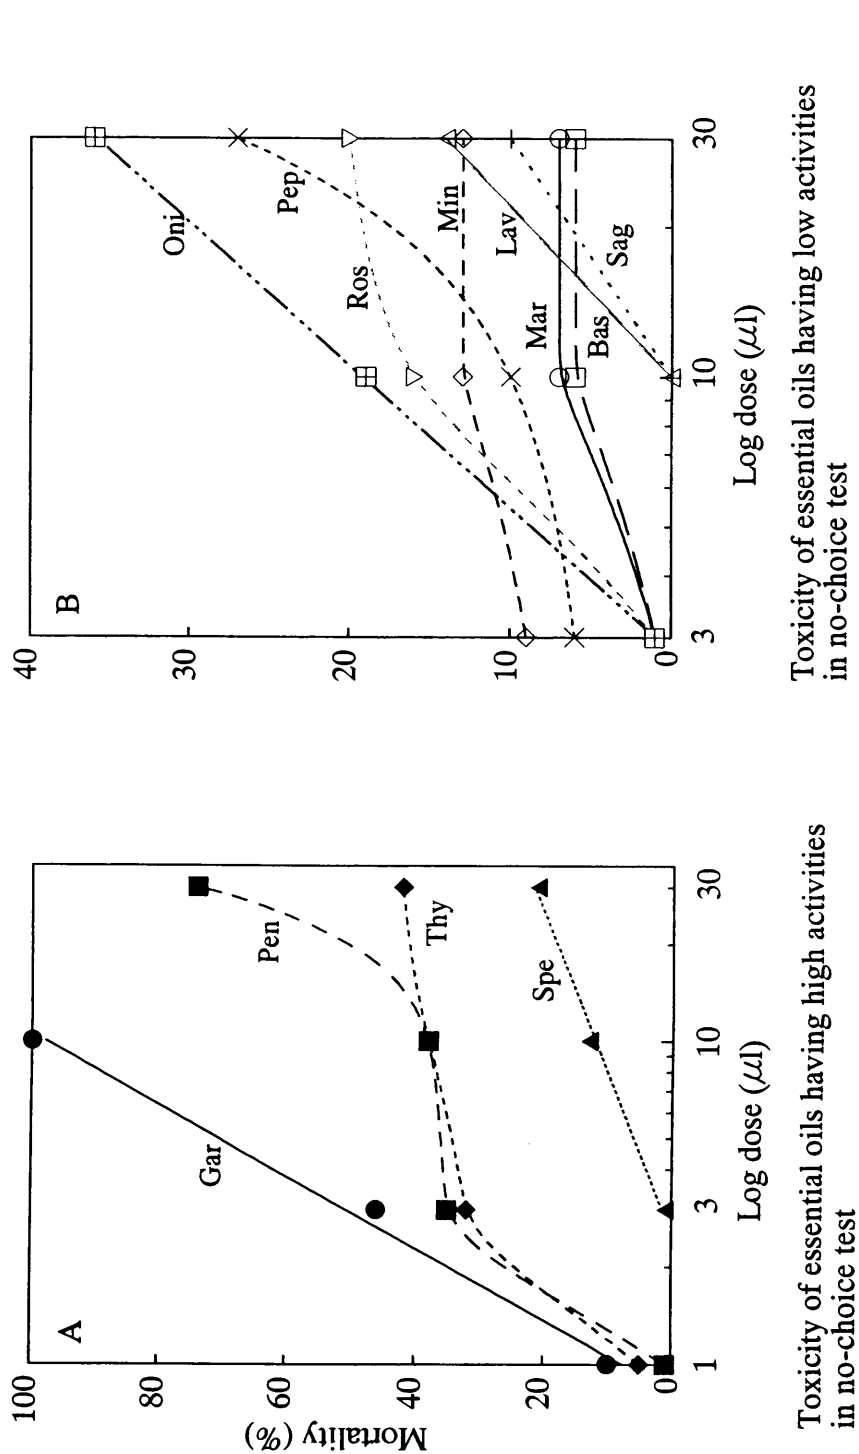 A
100
80
60
40
20
0
Mortality (%)
Gar
Pen
Thy
Spe
1
3
10
30
Log dose (μl)
Toxicity of essential oils having high activities
in no-choice test
B
40
30
20
10
0
Oni
Pep
Ros
Min
Lav
Mar
Sag
Bas
3
10
30
Log dose (μl)
Toxicity of essential oils having low activities
in no-choice test